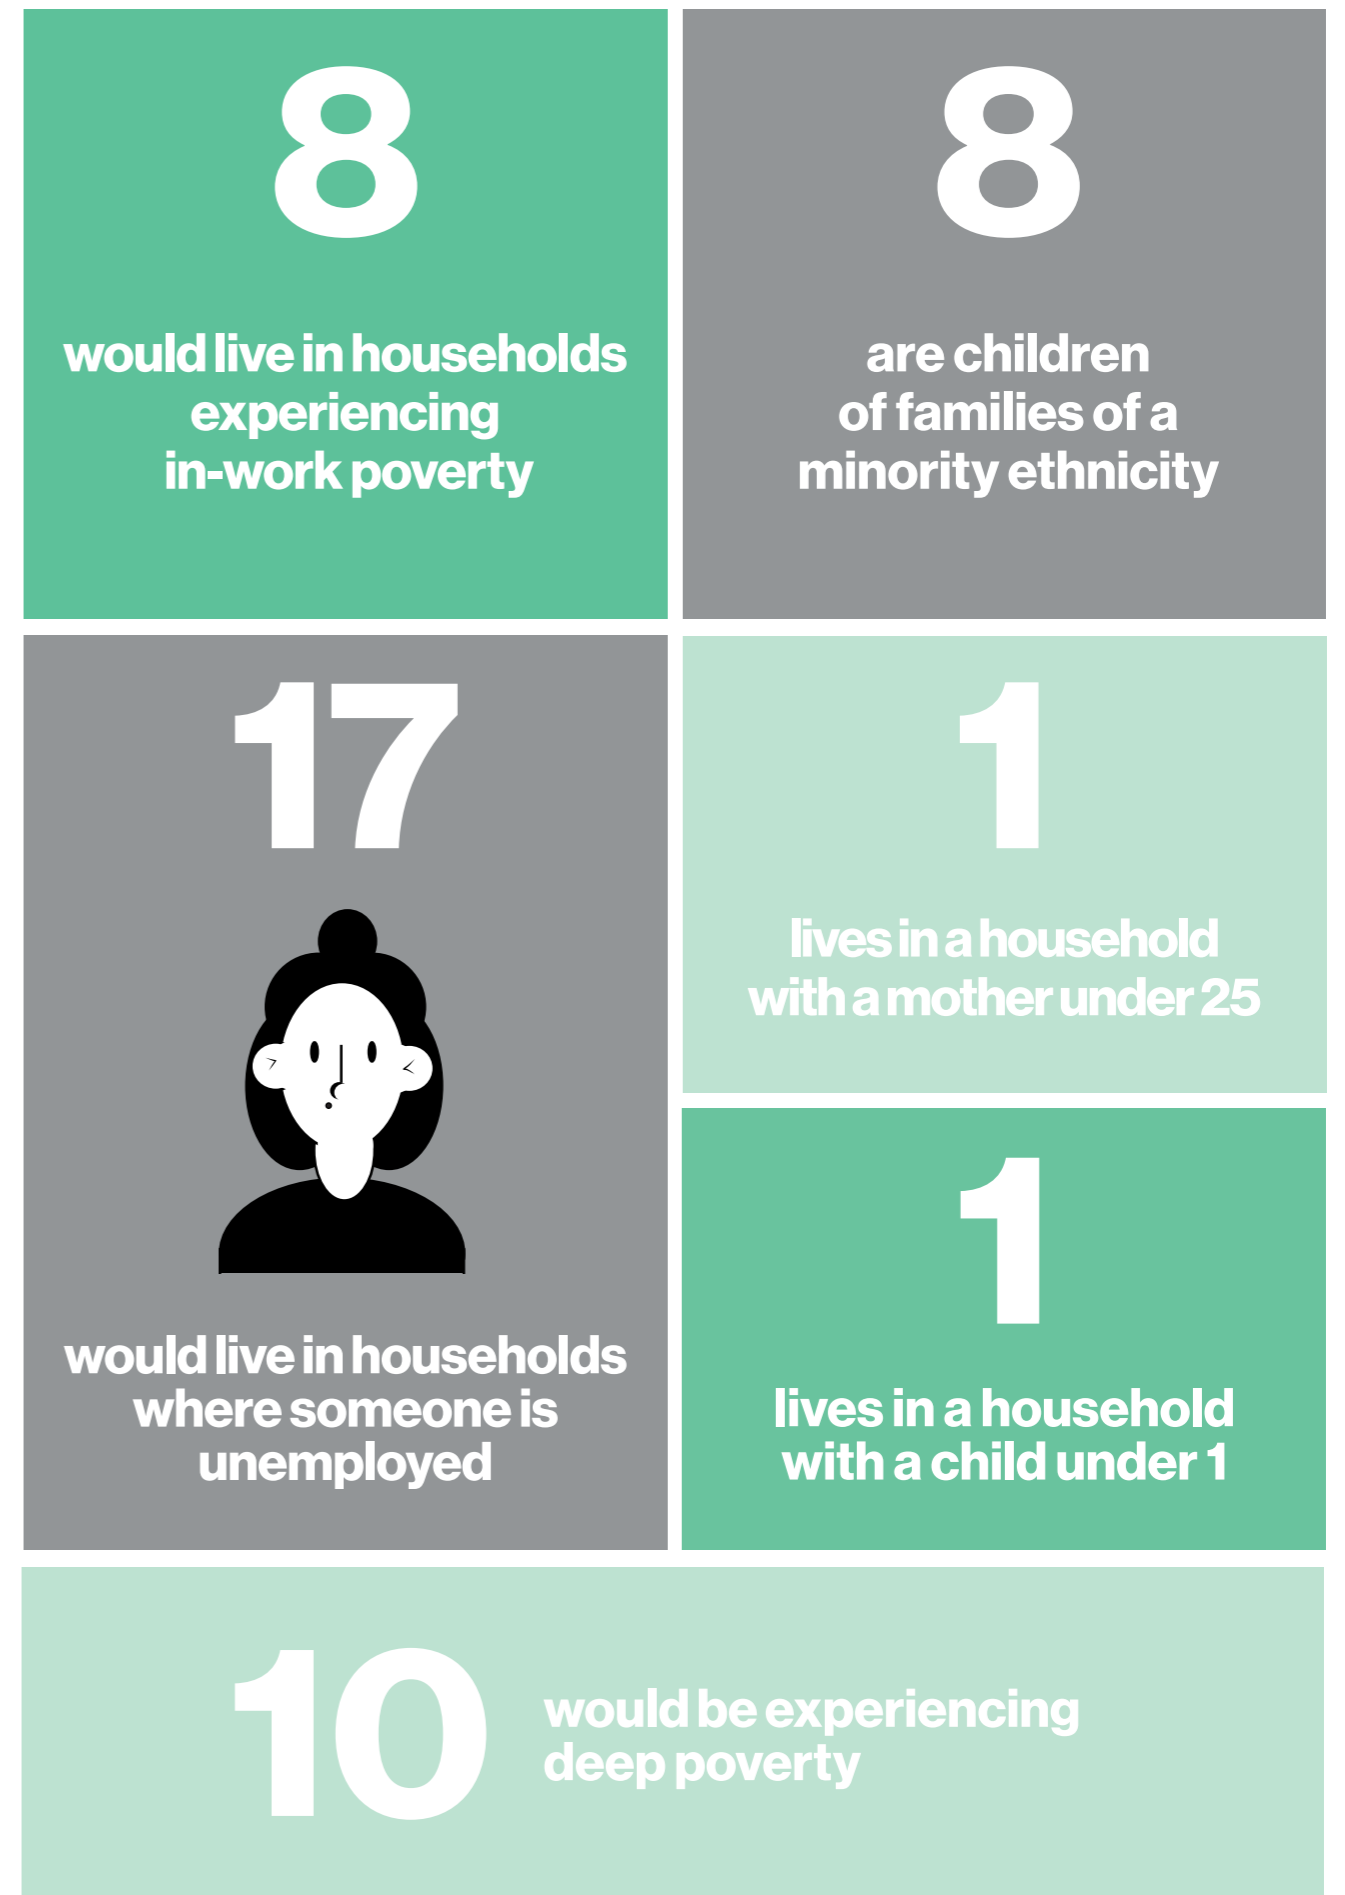 8
would live in households
experiencing
in-work poverty
8
are children
of families of a
minority ethnicity
17
would live in households
where someone is
unemployed
1
lives in a household
with a mother under 25
1
lives in a household
with a child under 1
10
would be experiencing
deep poverty